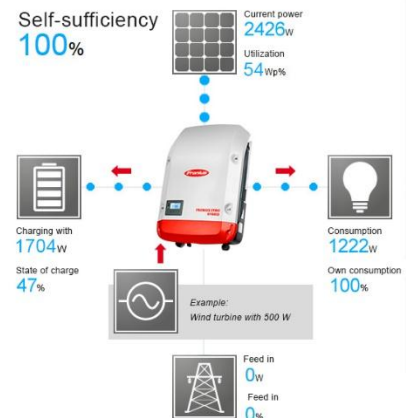 Self-sufficiency
100%
Current power
2426W
Utilization
54Wp%
Fronius
Charging with
1704W
State of charge
47%
Consumption
1222W
Own consumption
100%
Example:
Wind turbine with 500 W
Feed in
0W
Feed in
0%